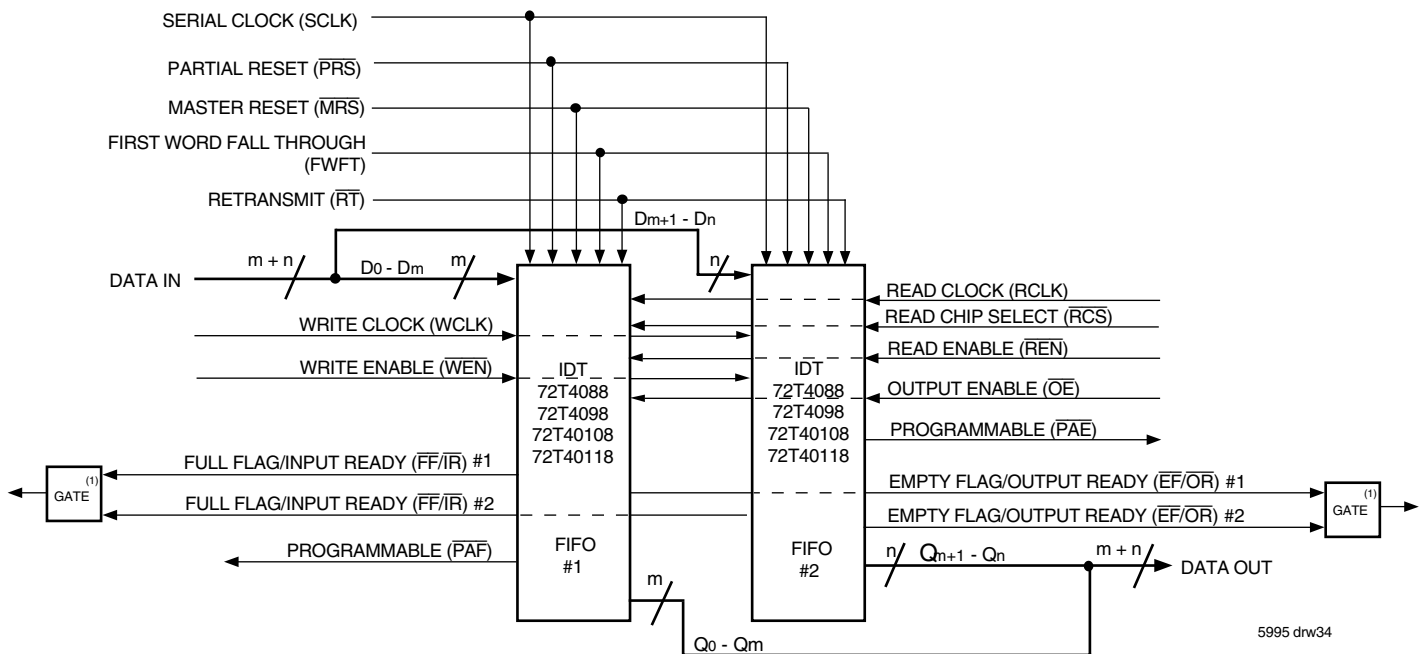 SERIAL CLOCK (SCLK)
PARTIAL RESET (PRS)
MASTER RESET (MRS)
FIRST WORD FALL THROUGH
(FWFT)
RETRANSMIT (RT)
Dm+1 - Dn
m + n
D0 - Dm
m
n
DATA IN
READ CLOCK (RCLK)
WRITE CLOCK (WCLK)
READ CHIP SELECT (RCS)
WRITE ENABLE (WEN)
READ ENABLE (REN)
IDT
72T4088
72T4098
72T40108
72T40118
IDT
72T4088
72T4098
72T40108
72T40118
OUTPUT ENABLE (OE)
PROGRAMMABLE (PAE)
FULL FLAG/INPUT READY (FF/IR) #1
EMPTY FLAG/OUTPUT READY (EF/OR) #1
GATE (1)
GATE (1)
FULL FLAG/INPUT READY (FF/IR) #2
EMPTY FLAG/OUTPUT READY (EF/OR) #2
PROGRAMMABLE (PAF)
FIFO
#1
FIFO
#2
n
Qm+1 - Qn
m + n
DATA OUT
m
Q0 - Qm
5995 drw34